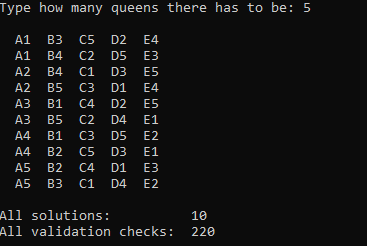 Type how many queens there has to be: 5
A1 B3 C5 D2 E4
A1 B4 C2 D5 E3
A2 B4 C1 D3 E5
A2 B5 C3 D1 E4
A3 B1 C4 D2 E5
A3 B5 C2 D4 E1
A4 B1 C3 D5 E2
A4 B2 C5 D3 E1
A5 B2 C4 D1 E3
A5 B3 C1 D4 E2
All solutions: 10
All validation checks: 220